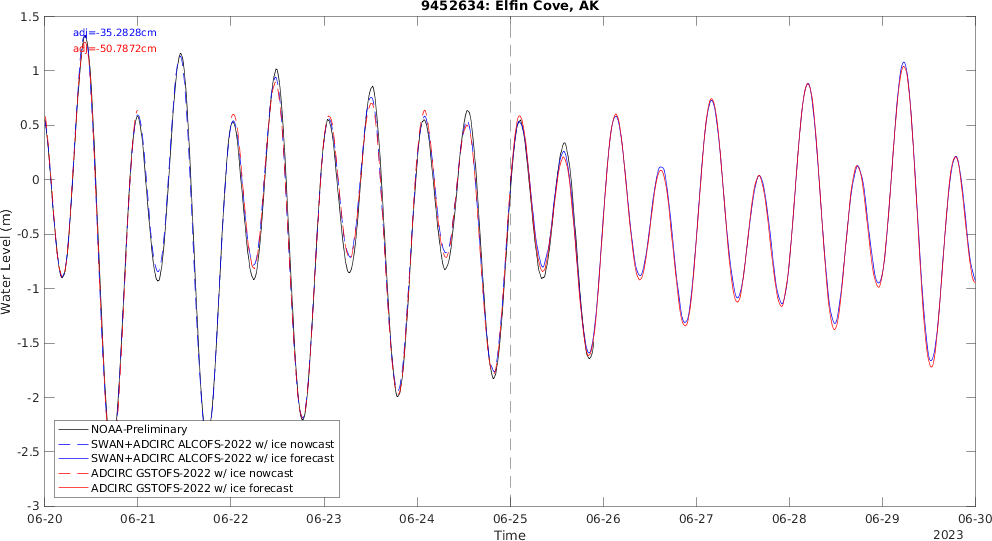 9452634: Elfin Cove, AK
adj=-35.2828cm
adj=-50.7872cm
1.5
1
0.5
0
-0.5
-1
-1.5
-2
-2.5
-3
Water Level (m)
NOAA-Preliminary
SWAN+ADCIRC ALCOFS-2022 w/ ice nowcast
SWAN+ADCIRC ALCOFS-2022 w/ ice forecast
ADCIRC GSTOFS-2022 w/ ice nowcast
ADCIRC GSTOFS-2022 w/ ice forecast
06-20 06-21 06-22 06-23 06-24 06-25 06-26 06-27 06-28 06-29 06-30
Time
2023